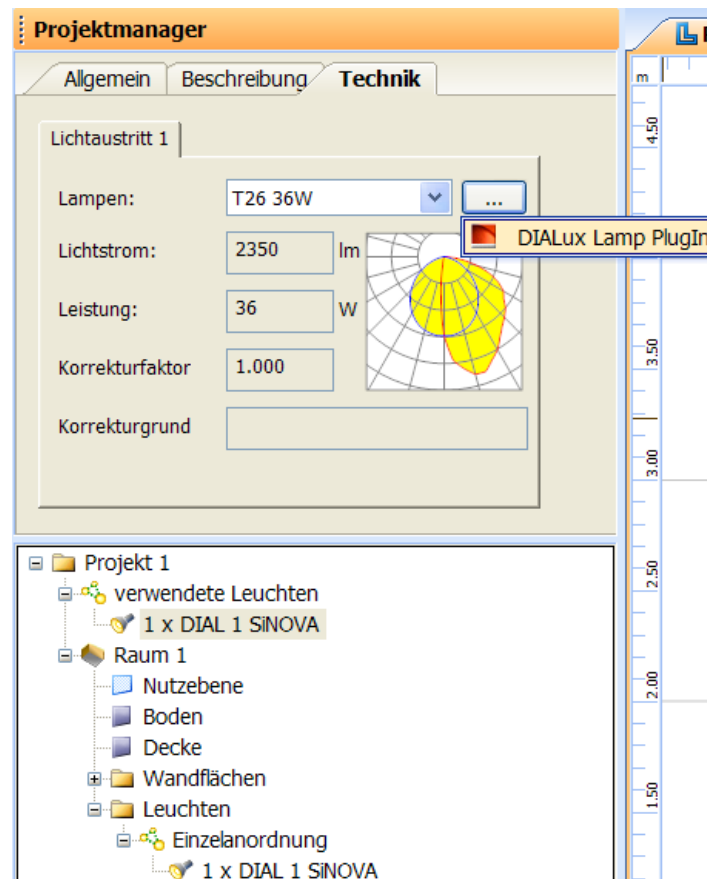 Projektmanager
Allgemein Beschreibung Technik
Lichtaustritt 1
Lampen: T26 36W ...
DIALux Lamp PlugIn
Lichtstrom: 2350 lm
Leistung: 36 W
Korrekturfaktor 1.000
Korrekturgrund
Projekt 1
verwendete Leuchten
1 x DIAL 1 SiNOVA
Raum 1
Nutzebene
Boden
Decke
Wandflächen
Leuchten
Einzelanordnung
1 x DIAL 1 SiNOVA
m
4.50
3.50
3.00
2.50
2.00
1.50